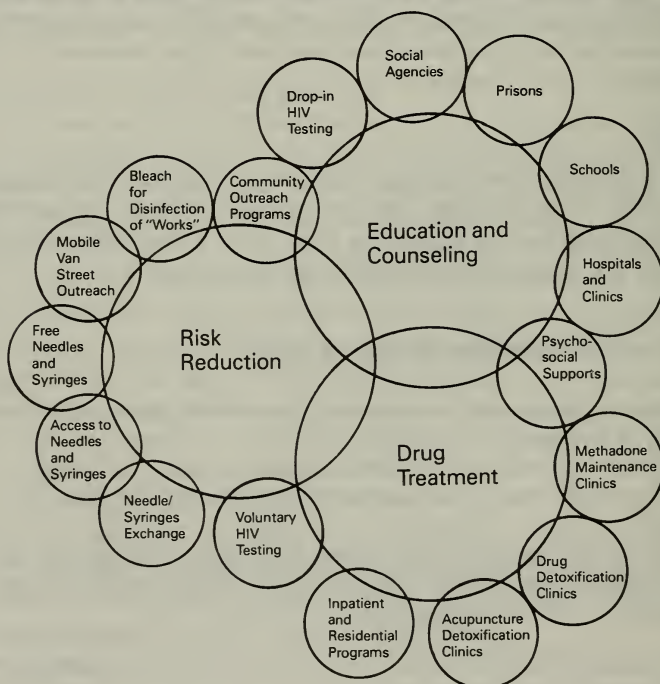 Social
Agencies
Prisons
Drop-in
HIV
Testing
Schools
Bleach
for
Disinfection
of "Works"
Community
Outreach
Programs
Education and
Counseling
Mobile
Van
Street
Outreach
Hospitals
and
Clinics
Free
Needles
and
Syringes
Risk
Reduction
Psycho-
social
Supports
Access to
Needles
and
Syringes
Drug
Treatment
Methadone
Maintenance
Clinics
Needle/
Syringes
Exchange
Voluntary
HIV
Testing
Drug
Detoxification
Clinics
Inpatient
and
Residential
Programs
Acupuncture
Detoxification
Clinics